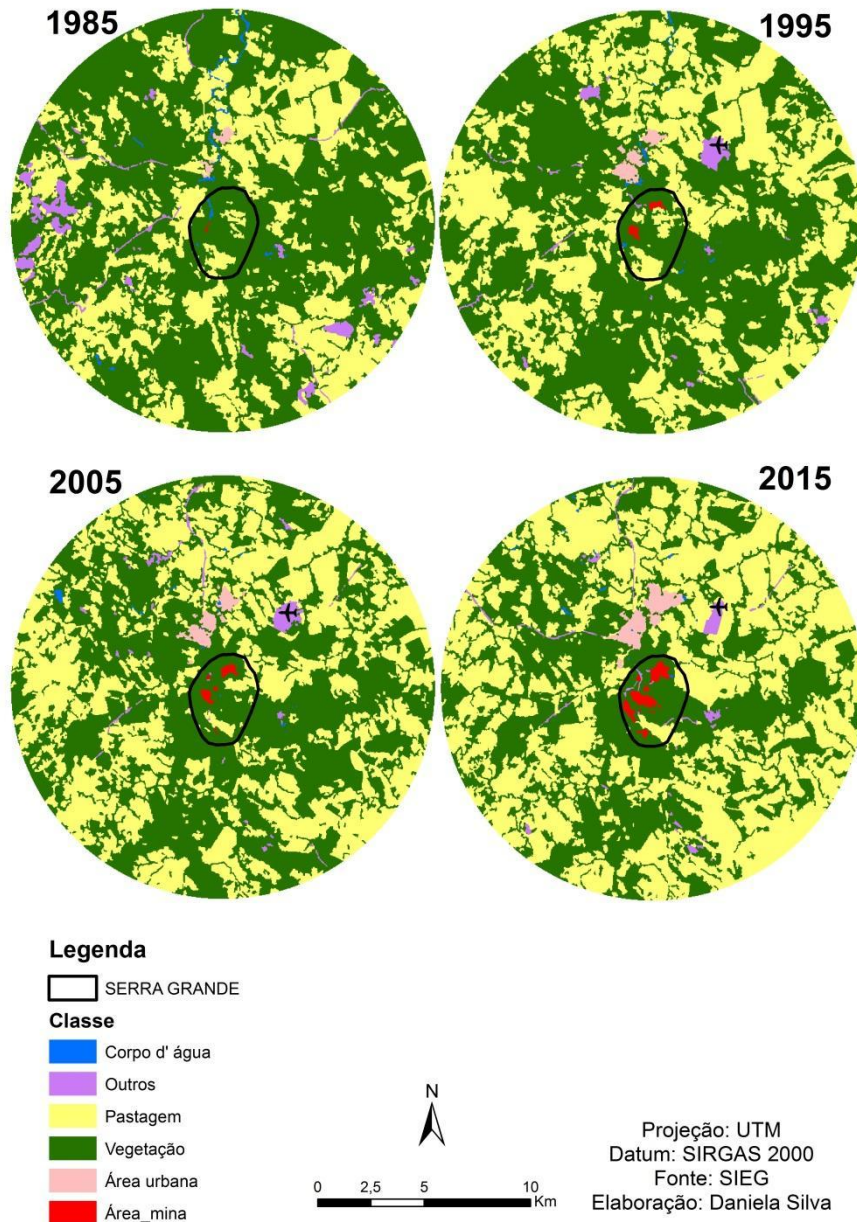 1985
1995
2005
2015
Legenda
SERRA GRANDE
Classe
Corpo d' água
Outros
Pastagem
Vegetação
Área urbana
Área_mina
N
0 2,5 5 10
Km
Projeção: UTM
Datum: SIRGAS 2000
Fonte: SIEG
Elaboração: Daniela Silva